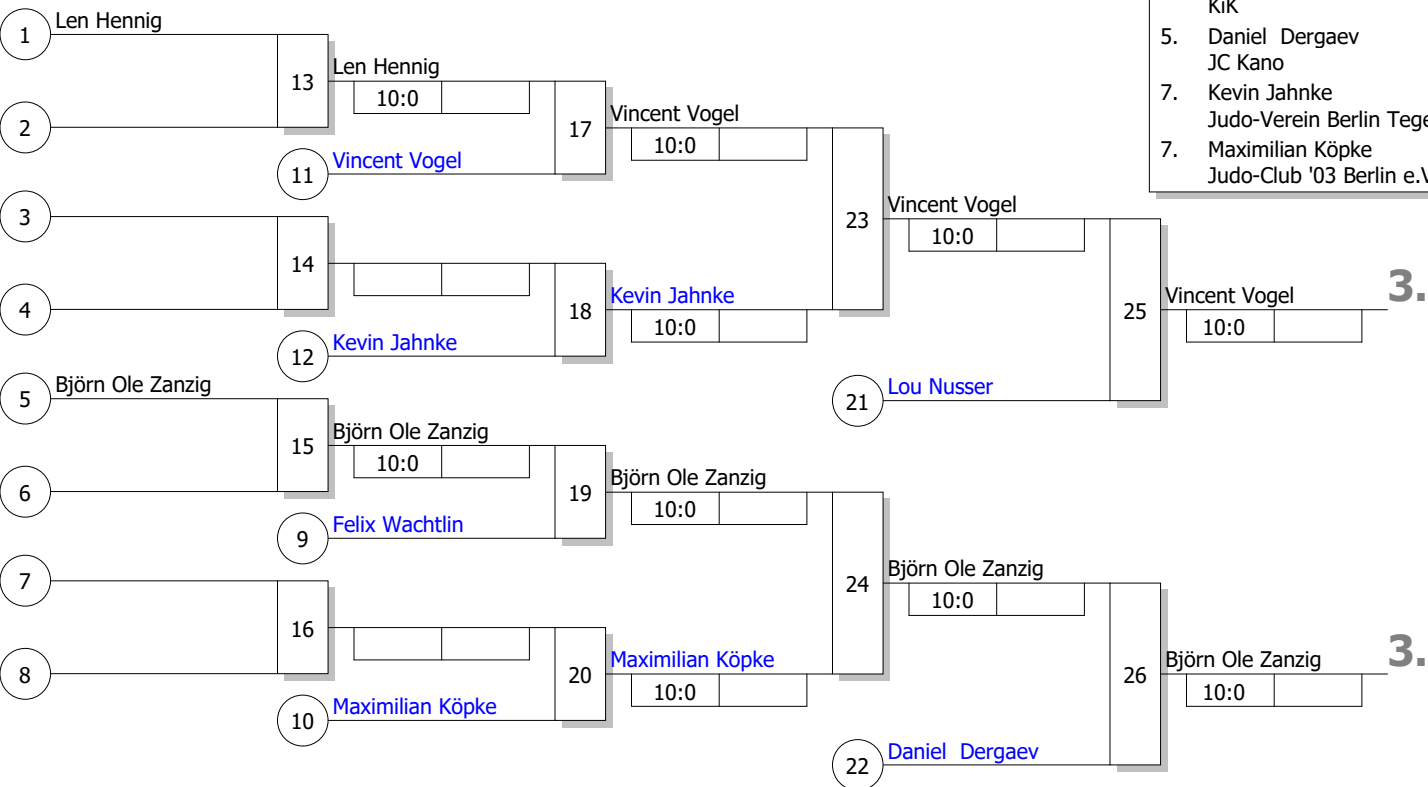 KiK
5. Daniel Dergaev
JC Kano
7. Kevin Jahnke
7. Maximilian Köpke
Judo-Verein Berlin
Judo-Club '03 Berlin
1 Len Hennig
2
13
Len Hennig
10:0
11 Vincent Vogel
17
Vincent Vogel
10:0
3
4
14
12 Kevin Jahnke
18
Kevin Jahnke
10:0
23
Vincent Vogel
10:0
21 Lou Nusser
25
Vincent Vogel
10:0
3.
5 Björn Ole Zanzig
6
15
Björn Ole Zanzig
10:0
9 Felix Wachtlin
19
Björn Ole Zanzig
10:0
7
8
16
10 Maximilian Köpke
20
Maximilian Köpke
10:0
24
Björn Ole Zanzig
10:0
22 Daniel Dergaev
26
Björn Ole Zanzig
10:0
3.